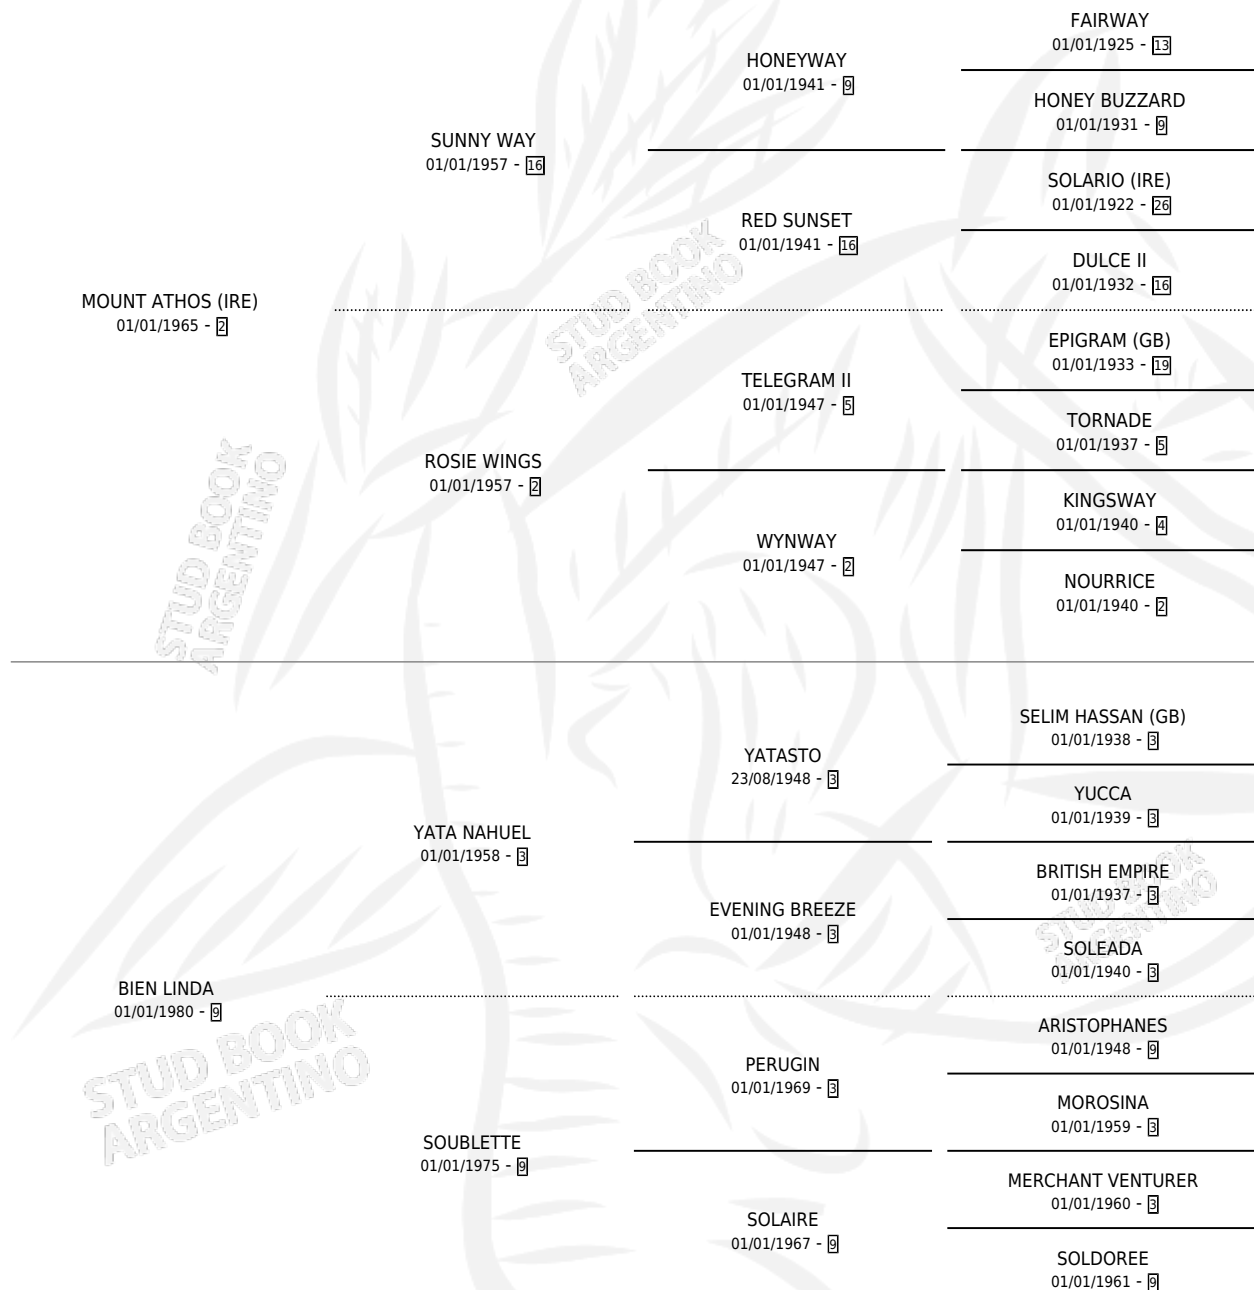 FAIRWAY
01/01/1925 - 13
HONEYWAY
01/01/1941 - 9
HONEY BUZZARD
01/01/1931 - 9
SUNNY WAY
01/01/1957 - 16
SOLARIO (IRE)
01/01/1922 - 26
RED SUNSET
01/01/1941 - 16
DULCE II
01/01/1932 - 16
MOUNT ATHOS (IRE)
01/01/1965 - 2
EPIGRAM (GB)
01/01/1933 - 19
TELEGRAM II
01/01/1947 - 5
TORNADE
01/01/1937 - 5
ROSIE WINGS
01/01/1957 - 2
KINGSWAY
01/01/1940 - 4
WYNWAY
01/01/1947 - 2
NOURRICE
01/01/1940 - 2
SELIM HASSAN (GB)
01/01/1938 - 3
YATASTO
23/08/1948 - 3
YUCCA
01/01/1939 - 3
YATA NAHUEL
01/01/1958 - 3
BRITISH EMPIRE
01/01/1937 - 3
EVENING BREEZE
01/01/1948 - 3
SOLEADA
01/01/1940 - 3
BIEN LINDA
01/01/1980 - 9
ARISTOPHANES
01/01/1948 - 9
PERUGIN
01/01/1969 - 3
MOROSINA
01/01/1959 - 3
SOUBLETTE
01/01/1975 - 9
MERCHANT VENTURER
01/01/1960 - 3
SOLAIRE
01/01/1967 - 9
SOLDOREE
01/01/1961 - 9
STUD BOOK
ARGENTINO
STUD BOOK
ARGENTINO
STUD BOOK
ARGENTINO
STUD BOOK
ARGENTINO